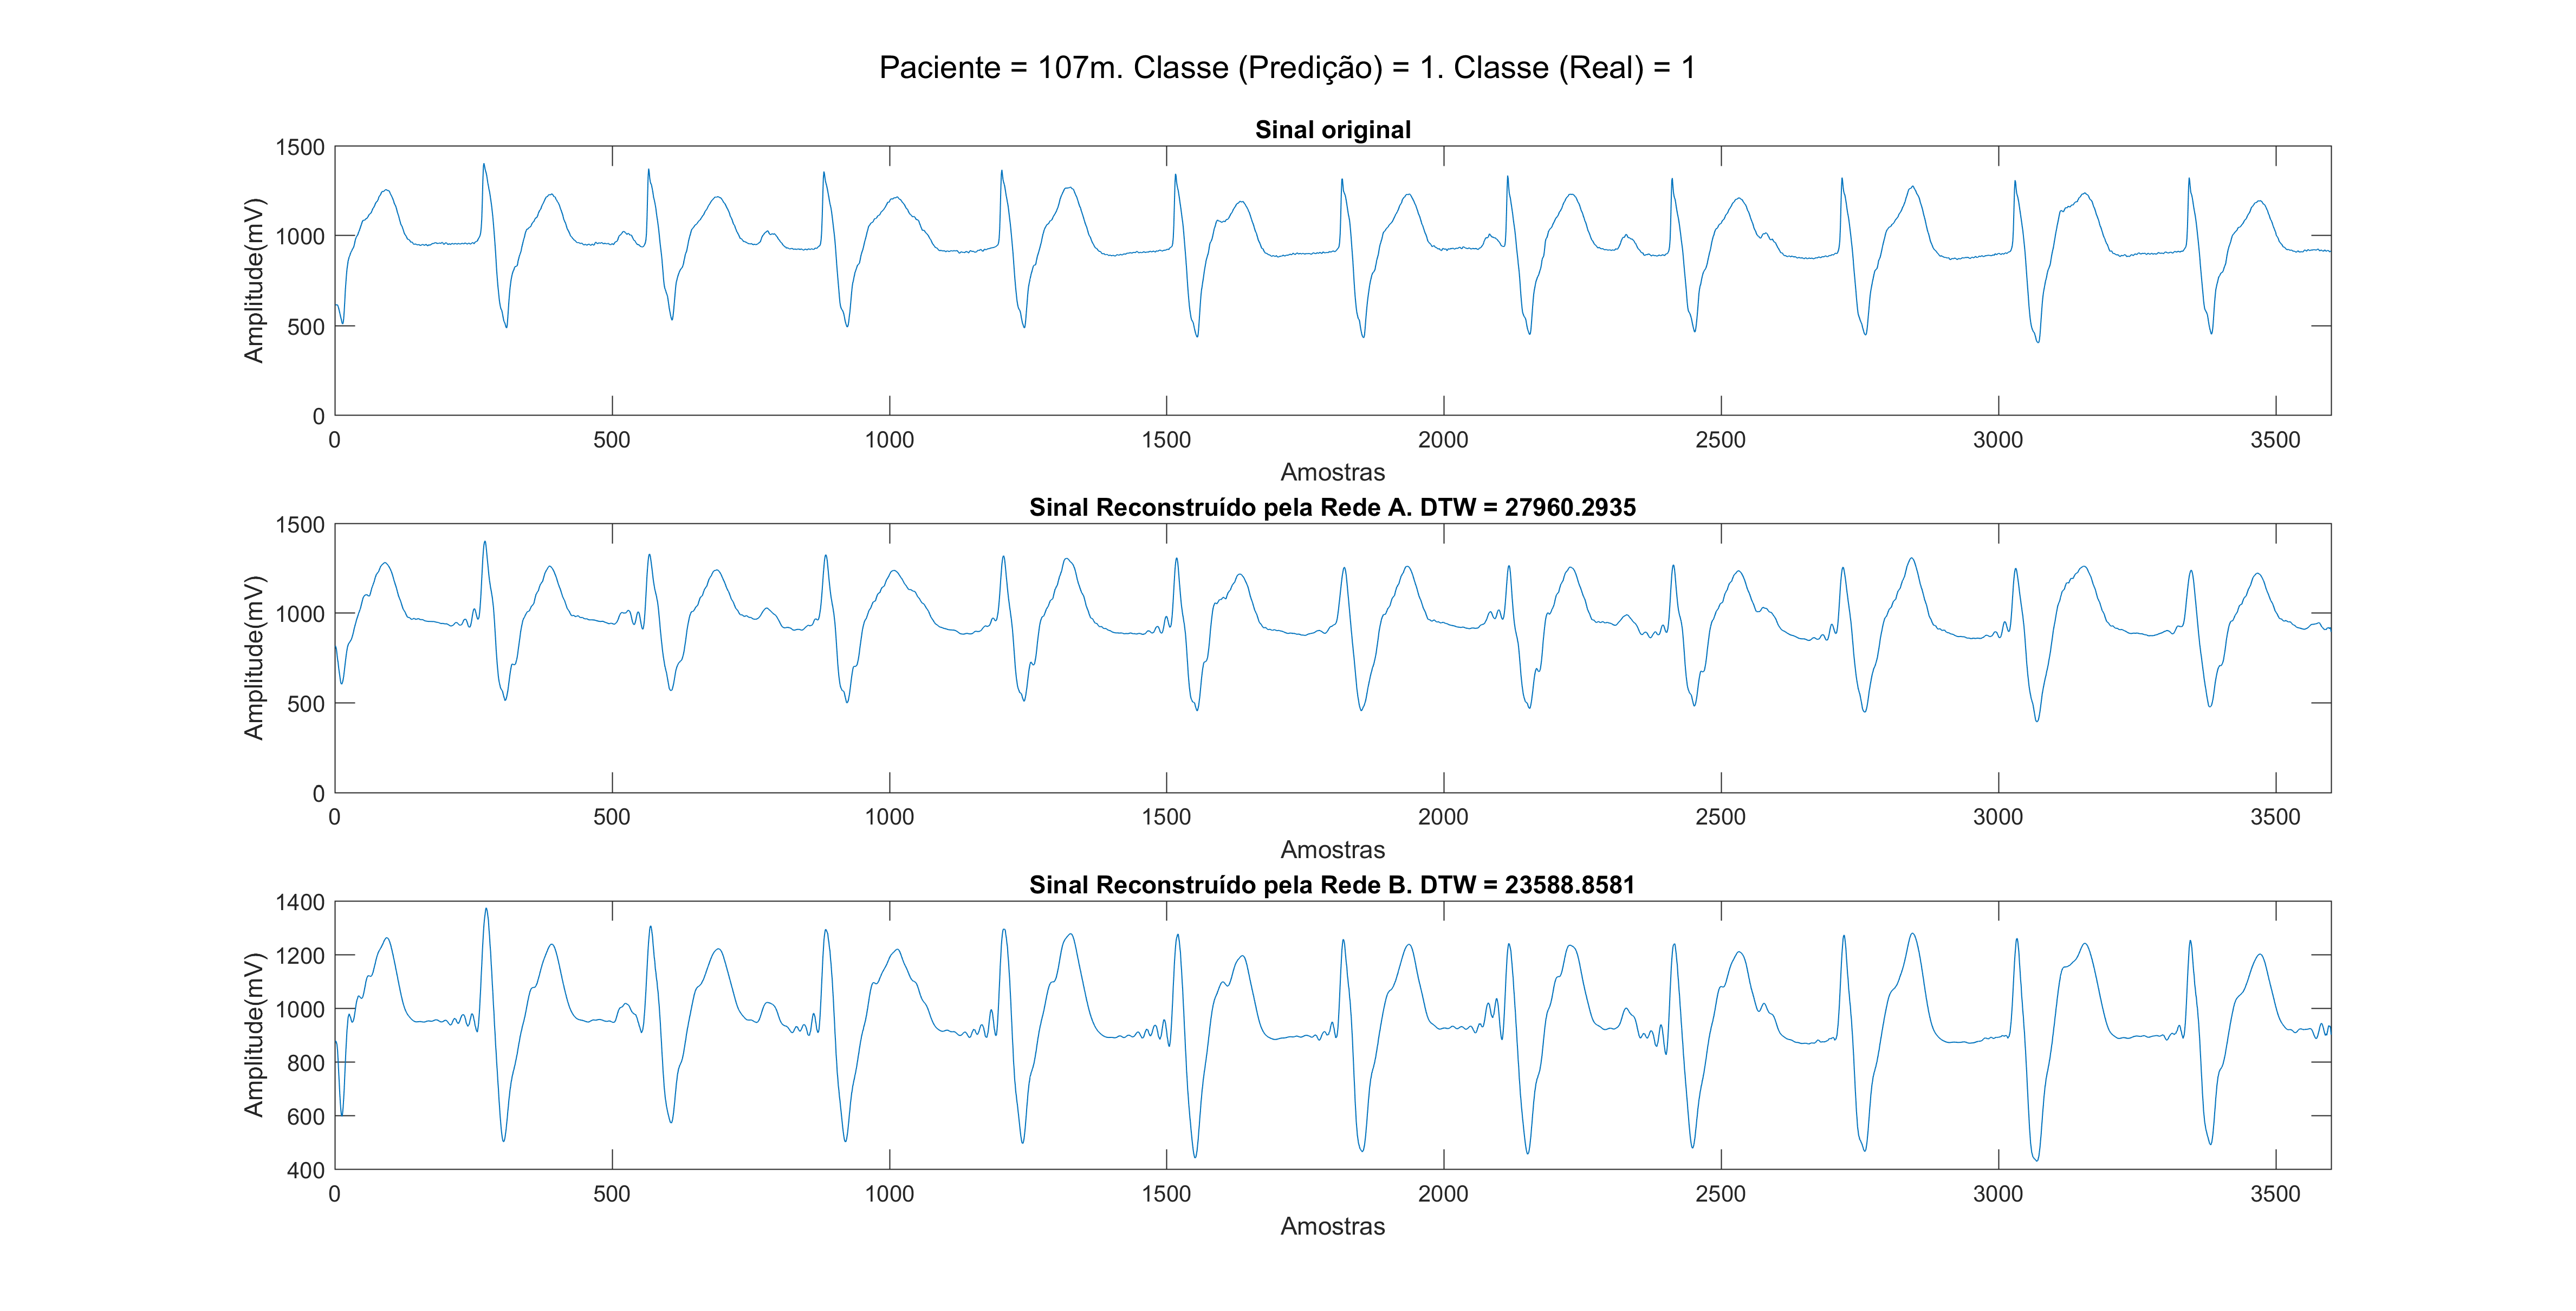 Paciente = 107m. Classe (Predição) = 1. Classe (Real) = 1
Sinal original
1500
1000
500
0
Amplitude(mV)
0 500 1000 1500 2000 2500 3000 3500
Amostras
Sinal Reconstruído pela Rede A. DTW = 27960.2935
1500
1000
500
0
Amplitude(mV)
0 500 1000 1500 2000 2500 3000 3500
Amostras
Sinal Reconstruído pela Rede B. DTW = 23588.8581
1400
1200
1000
800
600
400
Amplitude(mV)
0 500 1000 1500 2000 2500 3000 3500
Amostras